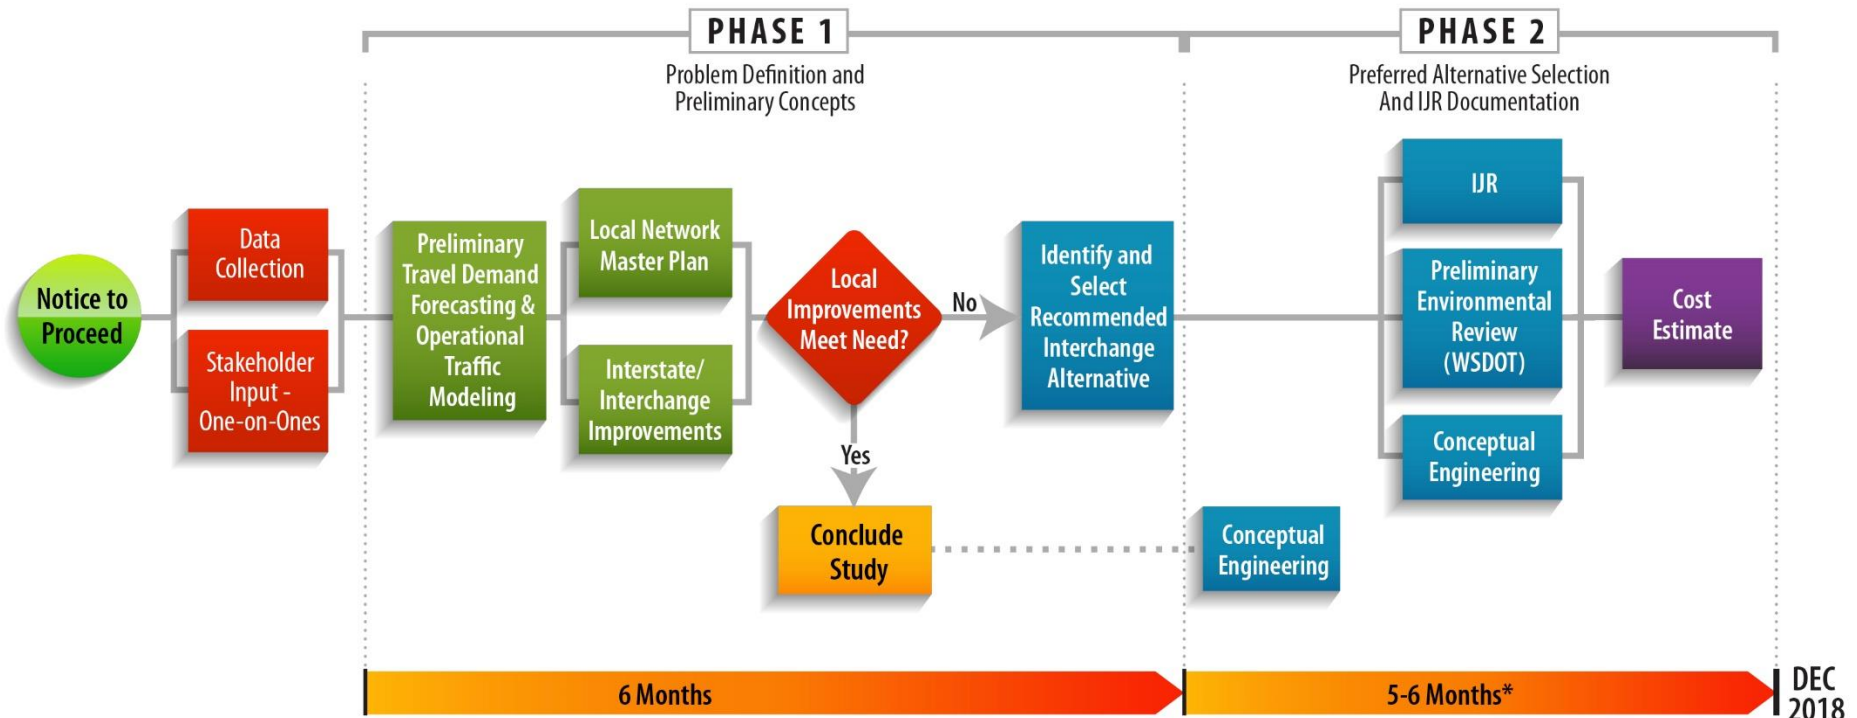 PHASE 1
Problem Definition and
Preliminary Concepts
PHASE 2
Preferred Alternative Selection
And IJR Documentation
Notice to
Proceed
Data
Collection
Stakeholder
Input -
One-on-Ones
Preliminary
Travel Demand
Forecasting &
Operational
Traffic
Modeling
Local Network
Master Plan
Interstate/
Interchange
Improvements
Local
Improvements
Meet Need?
No
Yes
Conclude
Study
Identify and
Select
Recommended
Interchange
Alternative
Conceptual
Engineering
IJR
Preliminary
Environmental
Review
(WSDOT)
Conceptual
Engineering
Cost
Estimate
6 Months
5-6 Months*
DEC
2018